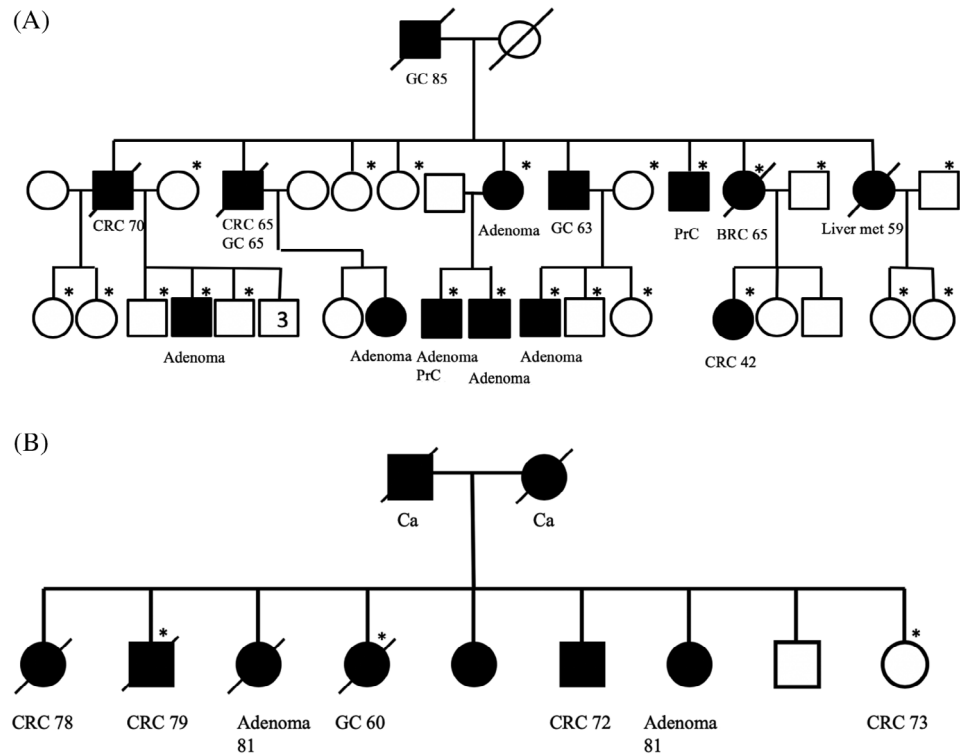 (A)
GC 85
* * * * * * * * *
CRC 70
CRC 65
GC 65
Adenoma
GC 63
PrC
BRC 65
Liver met 59
* * * * * * * * * * * * *
3
Adenoma
Adenoma
Adenoma
PrC
Adenoma
Adenoma
CRC 42
(B)
Ca
Ca
* * *
CRC 78
CRC 79
Adenoma
81
GC 60
CRC 72
Adenoma
81
CRC 73